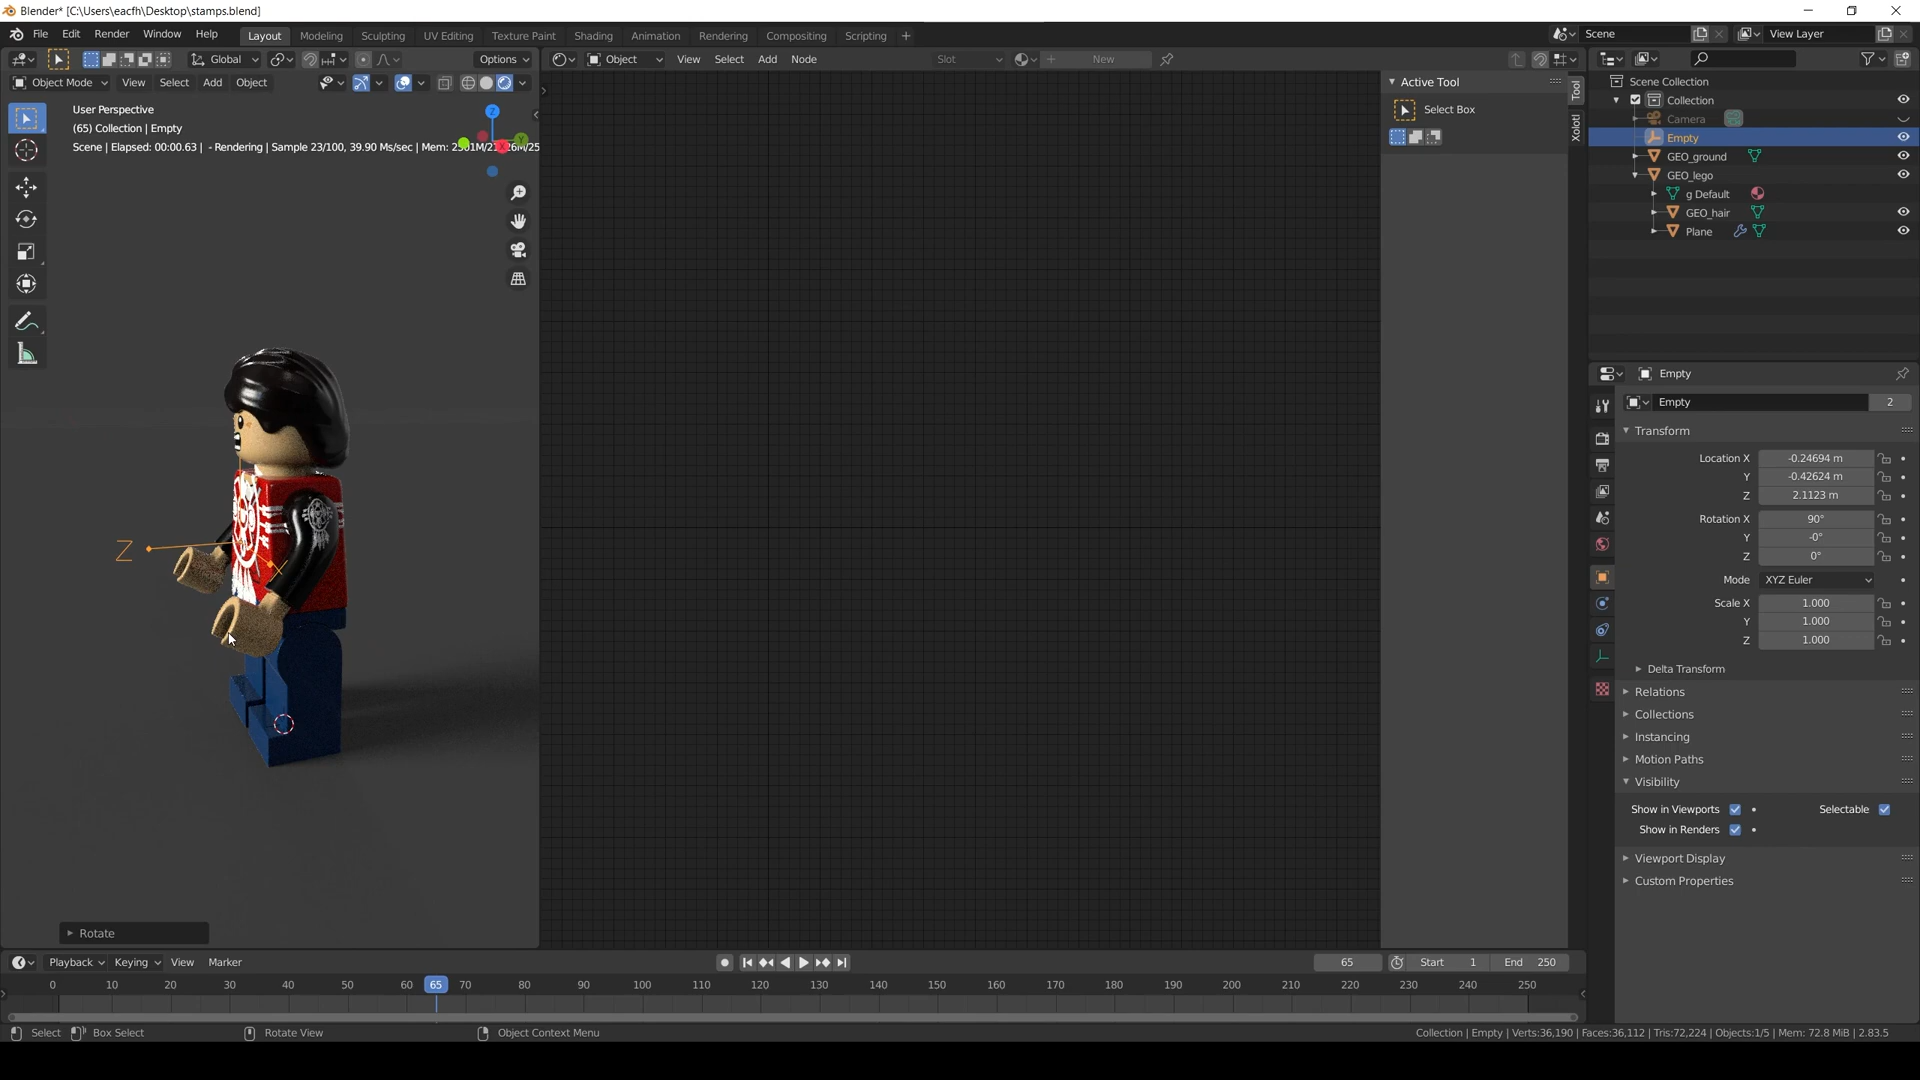 Blender* [C:\Users\eacfh\Desktop\stamps.blend]
File Edit Render Window Help Layout Modeling Sculpting UV Editing Texture Paint Shading Animation Rendering Compositing Scripting + Scene View Layer
Global Options Object View Select Add Node Slot New
Object Mode View Select Add Object
User Perspective
(65) Collection | Empty
Scene | Elapsed: 00:00.63 | - Rendering | Sample 23/100, 39.90 Ms/sec | Mem:
Z
Z
Rotate
Active Tool
Select Box
Tool
Xolotl
Scene Collection
Collection
Camera
Empty
GEO_ground
GEO_lego
g Default
GEO_hair
Plane
Empty
Empty 2
Transform
Location X -0.24694 m
Y -0.42624 m
Z 2.1123 m
Rotation X 90°
Y -0°
Z 0°
Mode XYZ Euler
Scale X 1.000
Y 1.000
Z 1.000
Delta Transform
Relations
Collections
Instancing
Motion Paths
Visibility
Show in Viewports Selectable
Show in Renders
Viewport Display
Custom Properties
Playback Keying View Marker 65 Start 1 End 250
0 10 20 30 40 50 60 65 70 80 90 100 110 120 130 140 150 160 170 180 190 200 210 220 230 240 250
Select Box Select Rotate View Object Context Menu Collection | Empty | Verts:36,190 | Faces:36,112 | Tris:72,224 | Objects:1/5 | Mem: 72.8 MiB | 2.83.5